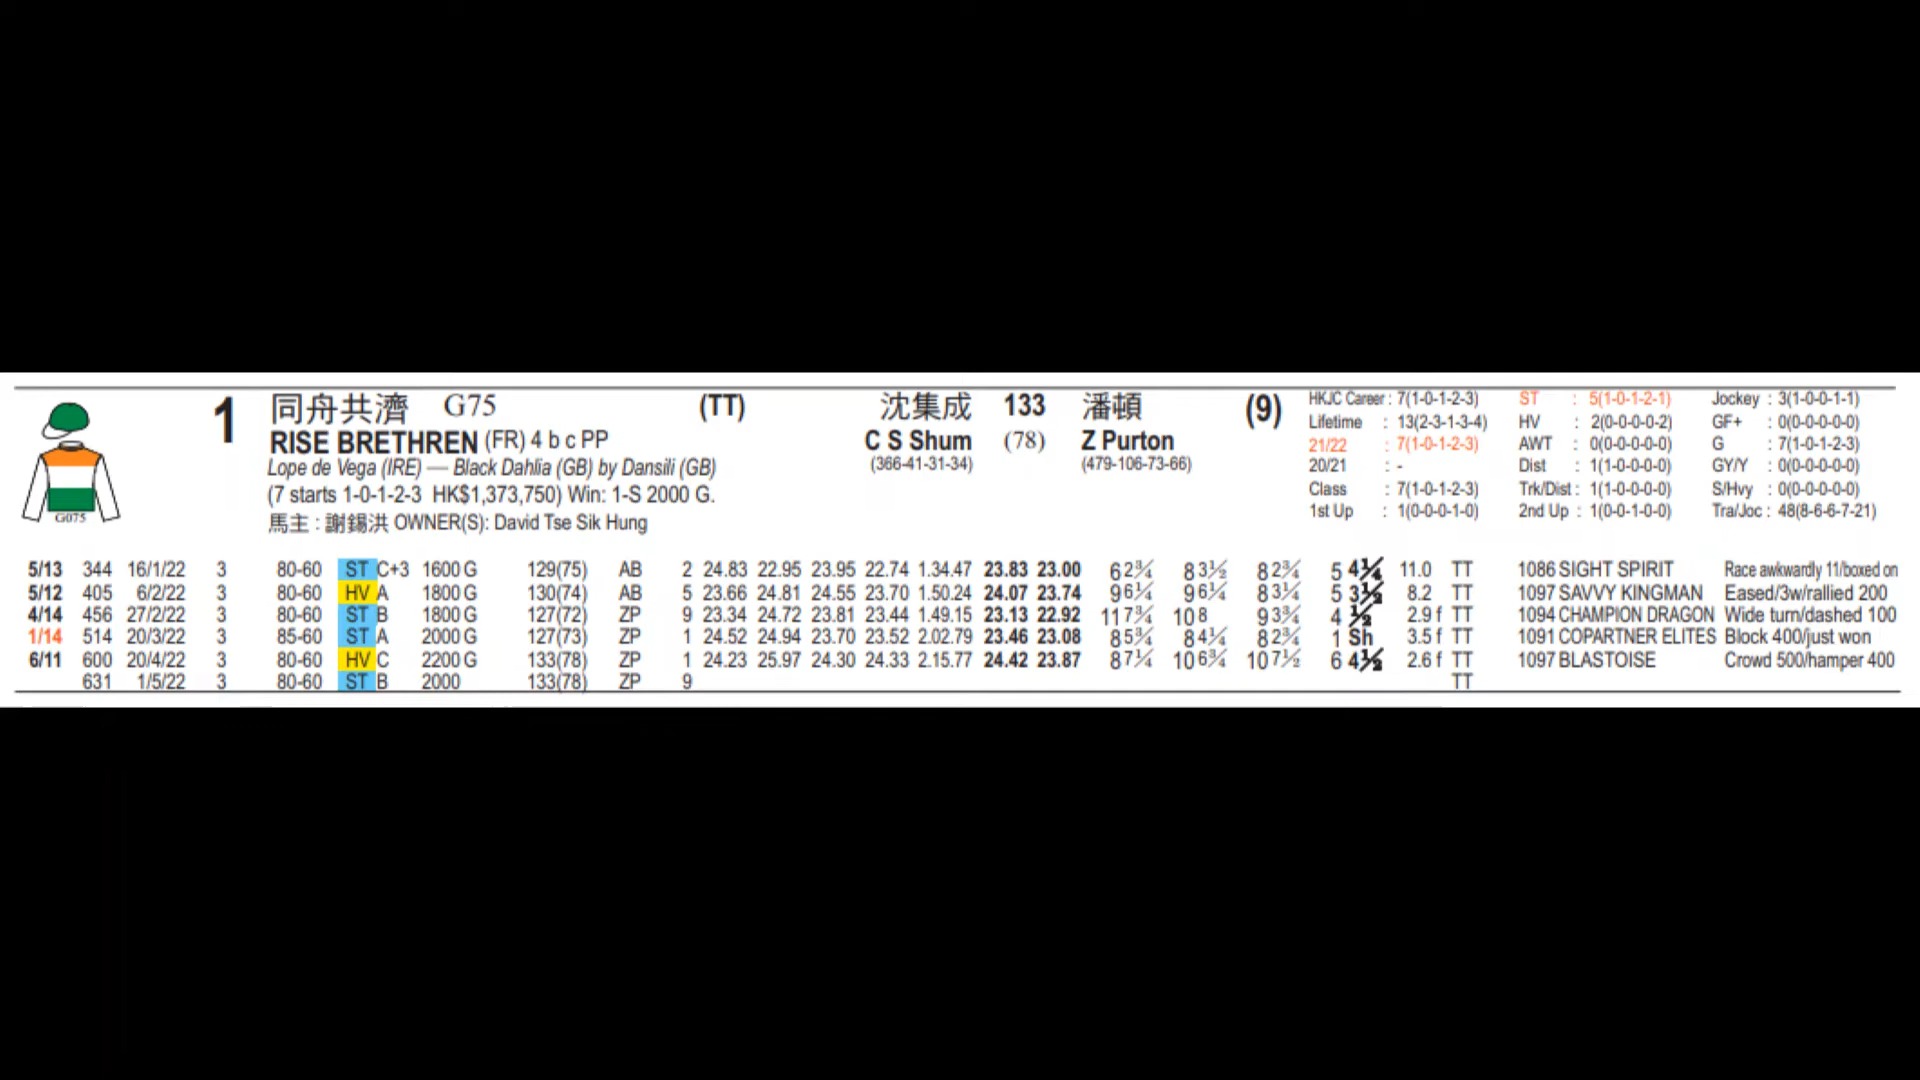 1 同舟共濟 G75 (TT) 沈集成 133 潘頓 (9) HKJC Career : 7(1-0-1-2-3) ST : 5(1-0-1-2-1) Jockey : 3(1-0-0-1-1)
Lifetime : 13(2-3-1-3-4) HV : 2(0-0-0-0-2) GF+ : 0(0-0-0-0-0)
RISE BRETHREN (FR) 4 b c PP C S Shum (78) Z Purton 21/22 : 7(1-0-1-2-3) AWT : 0(0-0-0-0-0) G : 7(1-0-1-2-3)
Lope de Vega (IRE) — Black Dahlia (GB) by Dansili (GB) (366-41-31-34) (479-106-73-66) 20/21 : - Dist : 1(1-0-0-0-0) GY/Y : 0(0-0-0-0-0)
(7 starts 1-0-1-2-3 HK$1,373,750) Win: 1-S 2000 G. Class : 7(1-0-1-2-3) Trk/Dist : 1(1-0-0-0-0) S/Hvy : 0(0-0-0-0-0)
G075 馬主 : 謝錫洪 OWNER(S): David Tse Sik Hung 1st Up : 1(0-0-0-1-0) 2nd Up : 1(0-0-1-0-0) Tra/Joc : 48(8-6-6-7-21)
5/13 344 16/1/22 3 80-60 ST C+3 1600 G 129(75) AB 2 24.83 22.95 23.95 22.74 1.34.47 23.83 23.00 6 2¾ 8 3½ 8 2¾ 5 4¼ 11.0 TT 1086 SIGHT SPIRIT Race awkwardly 11/boxed on
5/12 405 6/2/22 3 80-60 HV A 1800 G 130(74) AB 5 23.66 24.81 24.55 23.70 1.50.24 24.07 23.74 9 6¼ 9 6¼ 8 3¼ 5 3½ 8.2 TT 1097 SAVVY KINGMAN Eased/3w/rallied 200
4/14 456 27/2/22 3 80-60 ST B 1800 G 127(72) ZP 9 23.34 24.72 23.81 23.44 1.49.15 23.13 22.92 11 7¾ 10 8 9 3¾ 4 ½ 2.9 f TT 1094 CHAMPION DRAGON Wide turn/dashed 100
1/14 514 20/3/22 3 85-60 ST A 2000 G 127(73) ZP 1 24.52 24.94 23.70 23.52 2.02.79 23.46 23.08 8 5¾ 8 4¼ 8 2¾ 1 Sh 3.5 f TT 1091 COPARTNER ELITES Block 400/just won
6/11 600 20/4/22 3 80-60 HV C 2200 G 133(78) ZP 1 24.23 25.97 24.30 24.33 2.15.77 24.42 23.87 8 7¼ 10 6¾ 10 7½ 6 4½ 2.6 f TT 1097 BLASTOISE Crowd 500/hamper 400
631 1/5/22 3 80-60 ST B 2000 133(78) ZP 9 TT